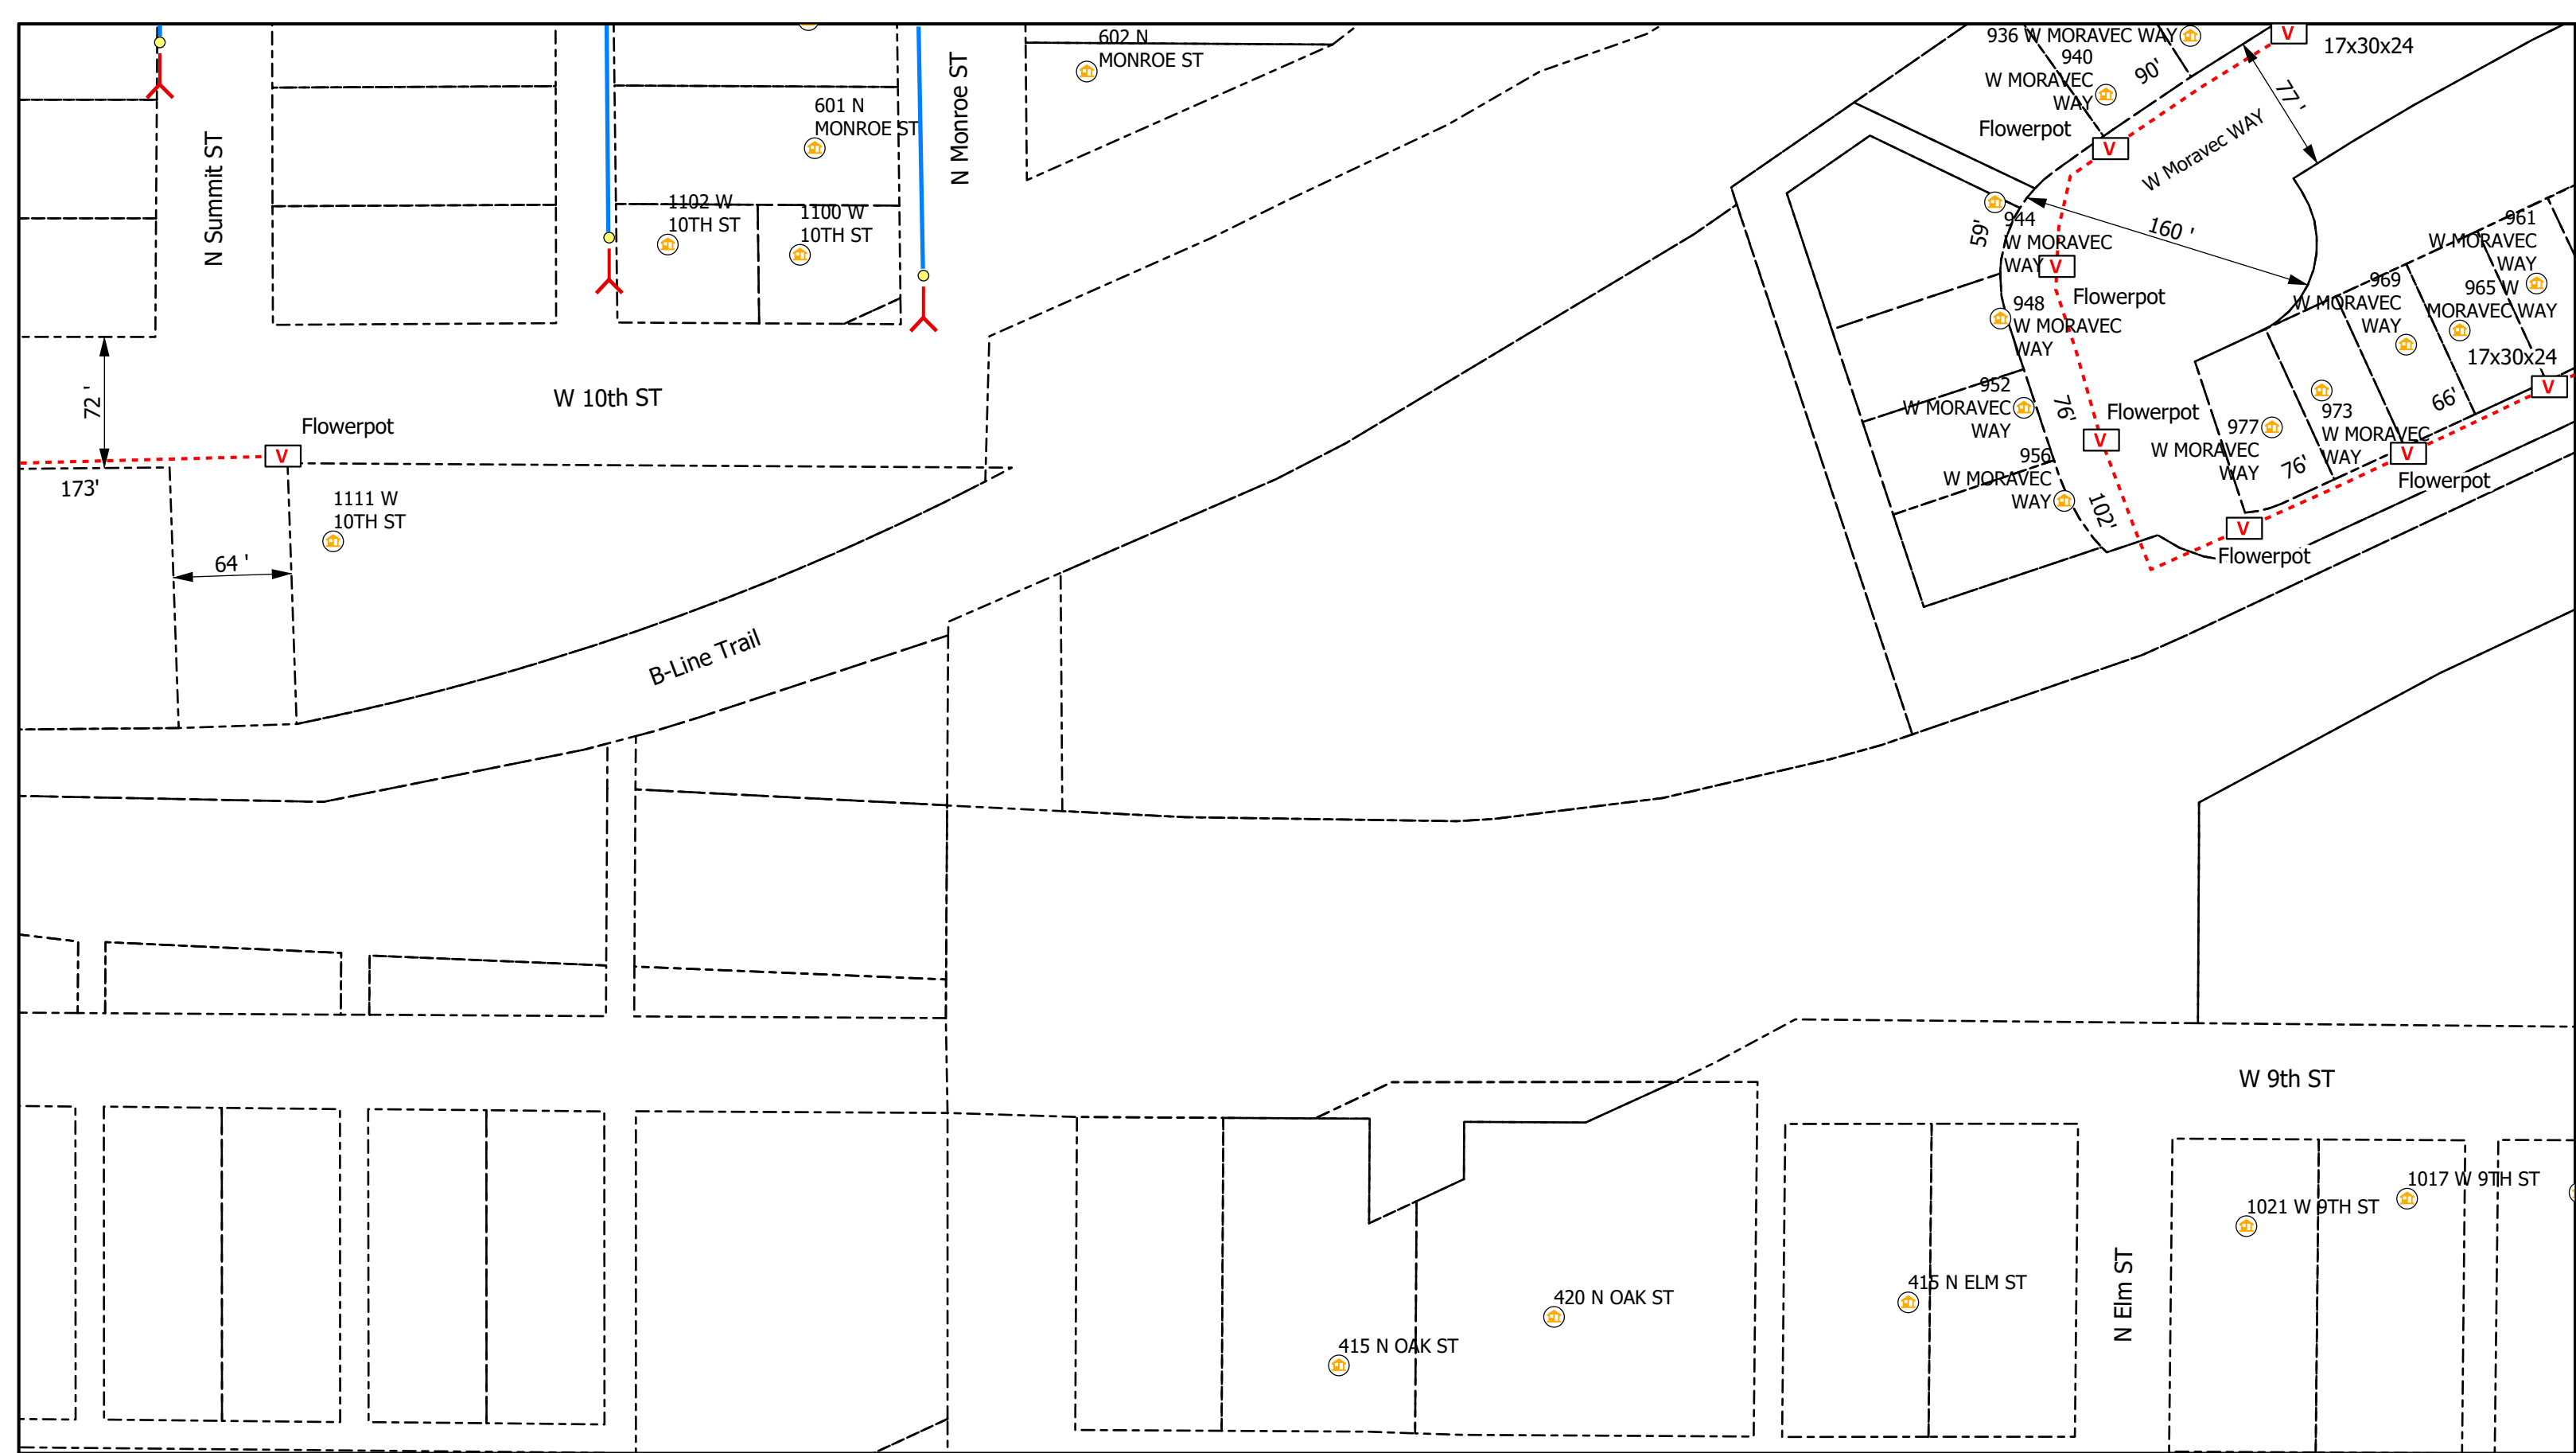 602 N
MONROE ST
936 W MORAVEC WAY
940
W MORAVEC
WAY
90'
V
17x30x24
77 '
N Summit ST
601 N
MONROE ST
N Monroe ST
Flowerpot
V
W Moravec WAY
1102 W
10TH ST
1100 W
10TH ST
59'
944
W MORAVEC
WAY
V
160 '
961
W MORAVEC
WAY
Flowerpot
948
W MORAVEC
WAY
969
W MORAVEC
WAY
965 W
MORAVEC WAY
17x30x24
V
72 '
W 10th ST
952
W MORAVEC
WAY
76'
Flowerpot
V
977
W MORAVEC
WAY
973
W MORAVEC
WAY
66'
76'
V
Flowerpot
Flowerpot
V
173'
1111 W
10TH ST
956
W MORAVEC
WAY
102'
V
Flowerpot
64 '
B-Line Trail
W 9th ST
1017 W 9TH ST
1021 W 9TH ST
N Elm ST
415 N ELM ST
420 N OAK ST
415 N OAK ST